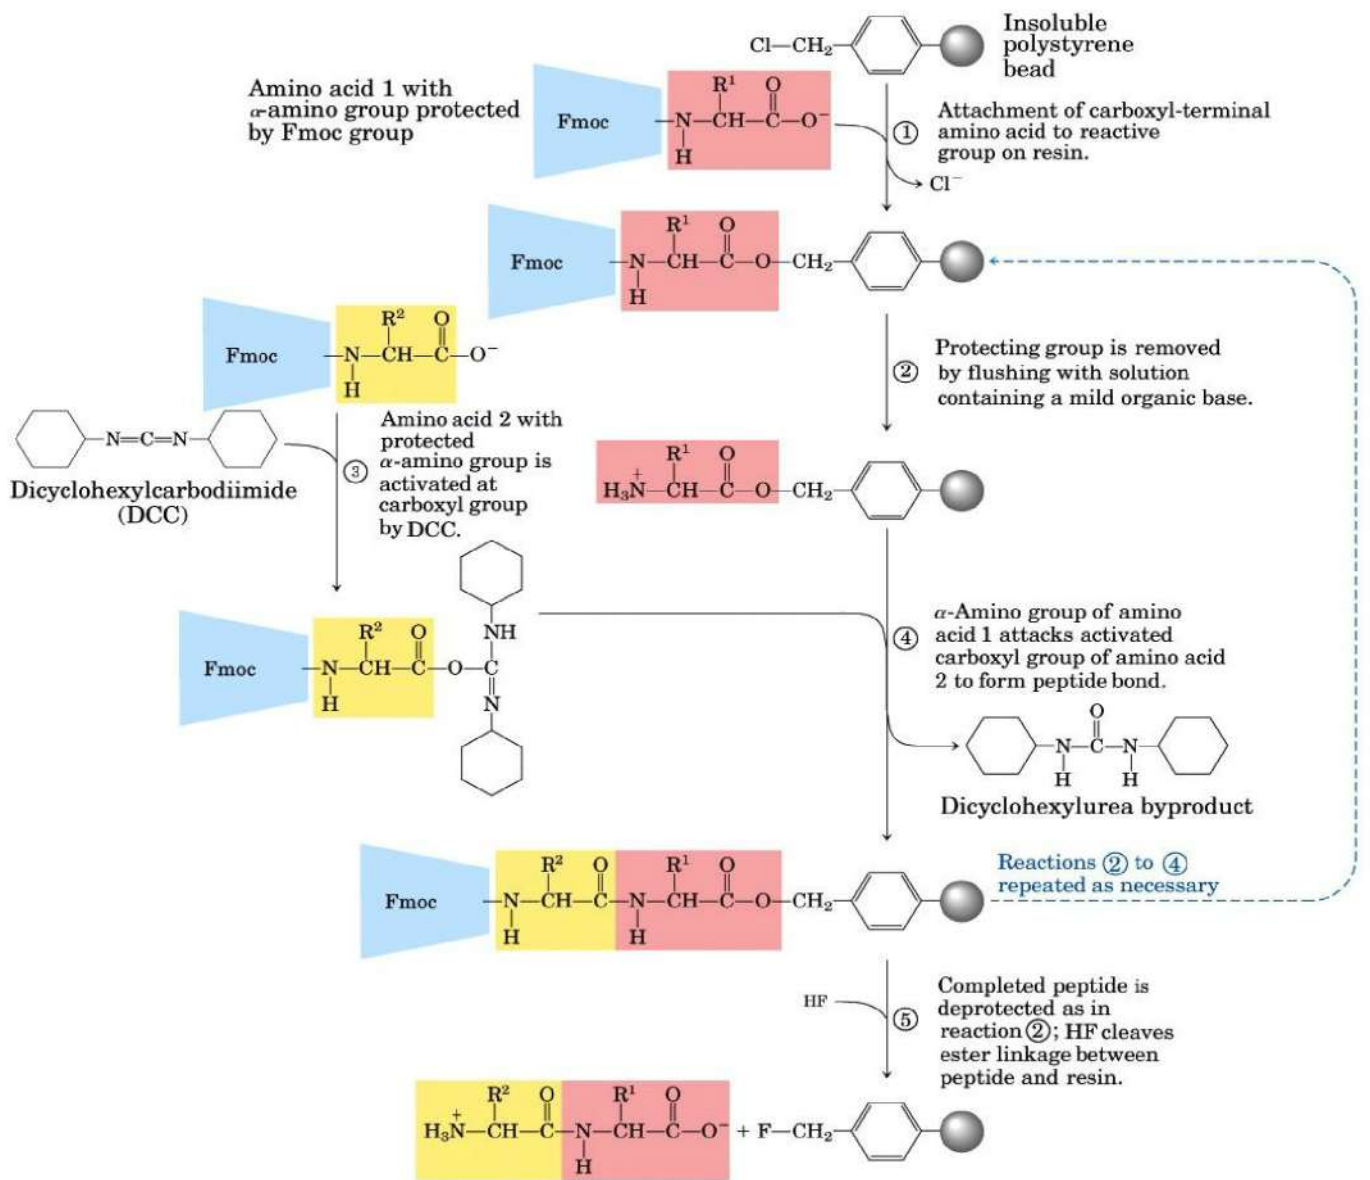 Cl—CH₂
Insoluble
polystyrene
bead
Amino acid 1 with
α-amino group protected
by Fmoc group
Fmoc
R¹ O
—N—CH—C—O⁻
H
①
Attachment of carboxyl-terminal
amino acid to reactive
group on resin.
Cl⁻
Fmoc
R¹ O
—N—CH—C—O—CH₂
H
Fmoc
R² O
—N—CH—C—O⁻
H
②
Protecting group is removed
by flushing with solution
containing a mild organic base.
N=C=N
Dicyclohexylcarbodiimide
(DCC)
③
Amino acid 2 with
protected
α-amino group is
activated at
carboxyl group
by DCC.
R¹ O
H₃N⁺—CH—C—O—CH₂
Fmoc
R² O
—N—CH—C—O—C
H
NH
N
④
α-Amino group of amino
acid 1 attacks activated
carboxyl group of amino acid
2 to form peptide bond.
O
N—C—N
H H
Dicyclohexylurea byproduct
Fmoc
R² O R¹ O
—N—CH—C—N—CH—C—O—CH₂
H H
Reactions ② to ④
repeated as necessary
HF
⑤
Completed peptide is
deprotected as in
reaction ②; HF cleaves
ester linkage between
peptide and resin.
R² O R¹ O
H₃N⁺—CH—C—N—CH—C—O⁻ + F—CH₂
H